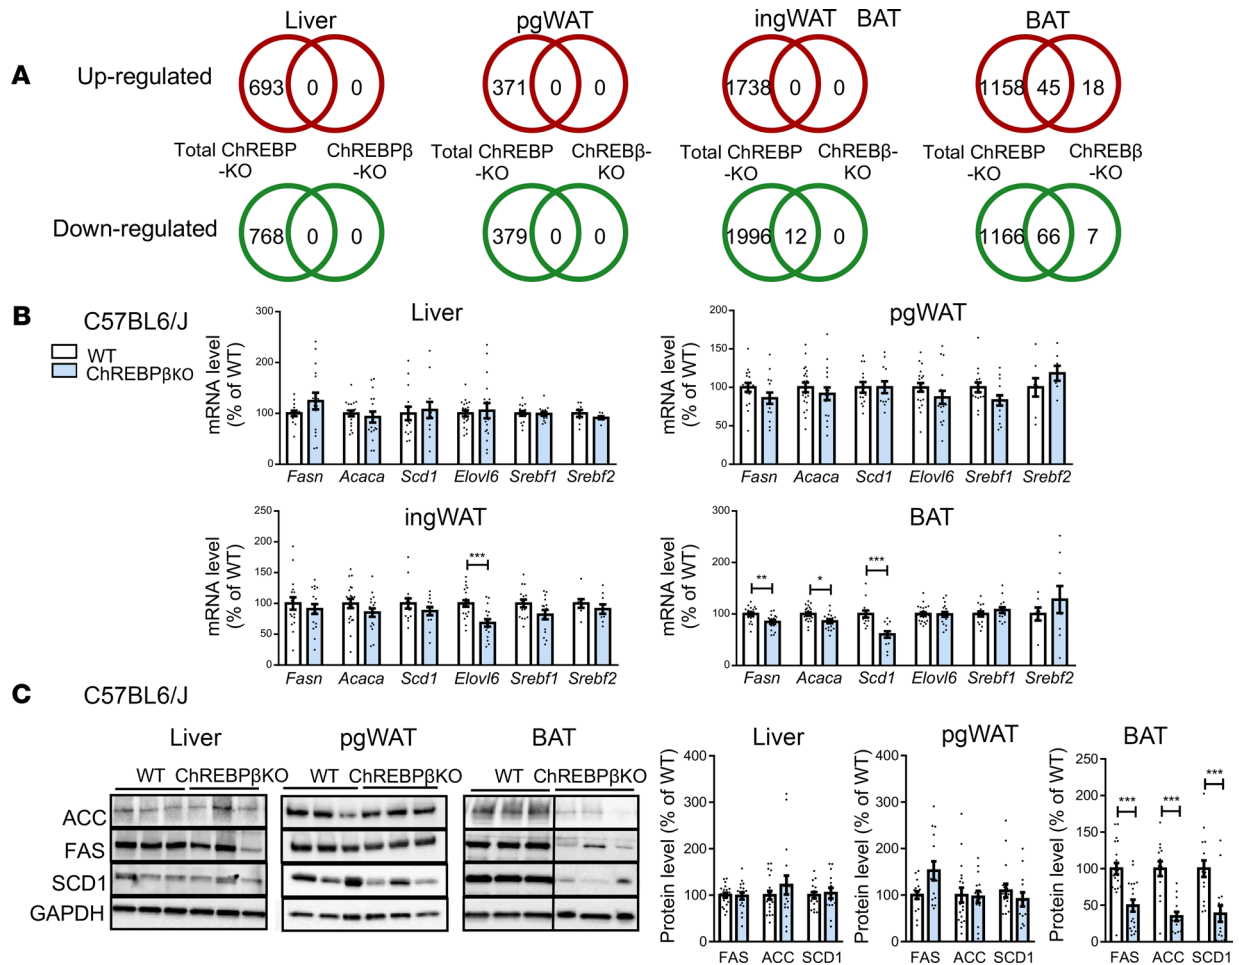 Liver
pgWAT
ingWAT
BAT
BAT
A
Up-regulated
693 0 0
371 0 0
1738 0 0
1158 45 18
Total ChREBP
-KO
ChREBPβ
-KO
Total ChREBP
-KO
ChREBβ-
KO
Total ChREBP
-KO
ChREBβ-
KO
Total ChREBP
-KO
ChREBβ
-KO
Down-regulated
768 0 0
379 0 0
1996 12 0
1166 66 7
B
C57BL6/J
WT
ChREBPβKO
Liver
mRNA level
(% of WT)
300
200
100
0
Fasn Acaca Scd1 Elovl6 Srebf1 Srebf2
pgWAT
mRNA level
(% of WT)
200
150
100
50
0
Fasn Acaca Scd1 Elovl6 Srebf1 Srebf2
ingWAT
mRNA level
(% of WT)
250
200
150
100
50
0
***
Fasn Acaca Scd1 Elovl6 Srebf1 Srebf2
BAT
mRNA level
(% of WT)
300
200
100
0
** * ***
Fasn Acaca Scd1 Elovl6 Srebf1 Srebf2
C
C57BL6/J
Liver
WT ChREBPβKO
pgWAT
WT ChREBPβKO
BAT
WT ChREBPβKO
ACC
FAS
SCD1
GAPDH
Liver
Protein level (% of WT)
400
300
200
100
0
FAS ACC SCD1
pgWAT
Protein level (% of WT)
400
300
200
100
0
FAS ACC SCD1
BAT
Protein level (% of WT)
250
200
150
100
50
0
*** *** ***
FAS ACC SCD1